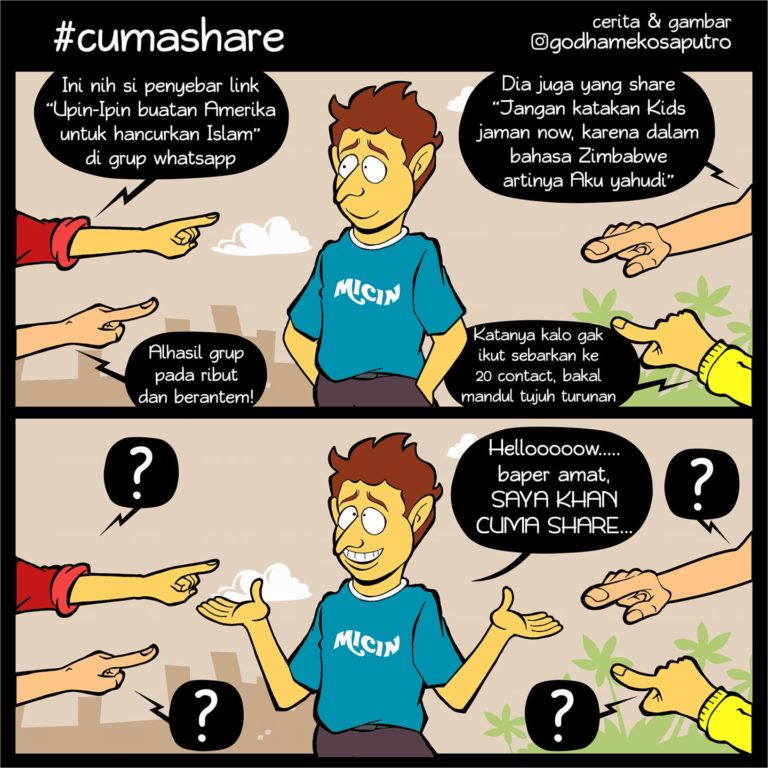 #cumashare
cerita & gambar
@godhamekosaputro
Ini nih si penyebar link
"Upin-Ipin buatan Amerika
untuk hancurkan Islam"
di grup whatsapp
Dia juga yang share
"Jangan katakan Kids
jaman now, karena dalam
bahasa Zimbabwe
artinya Aku yahudi"
MICIN
Alhasil grup
pada ribut
dan berantem!
Katanya kalo gak
ikut sebarkan ke
20 contact, bakal
mandul tujuh turunan
?
Hellooooow.....
baper amat,
SAYA KHAN
CUMA SHARE...
?
MICIN
?
?